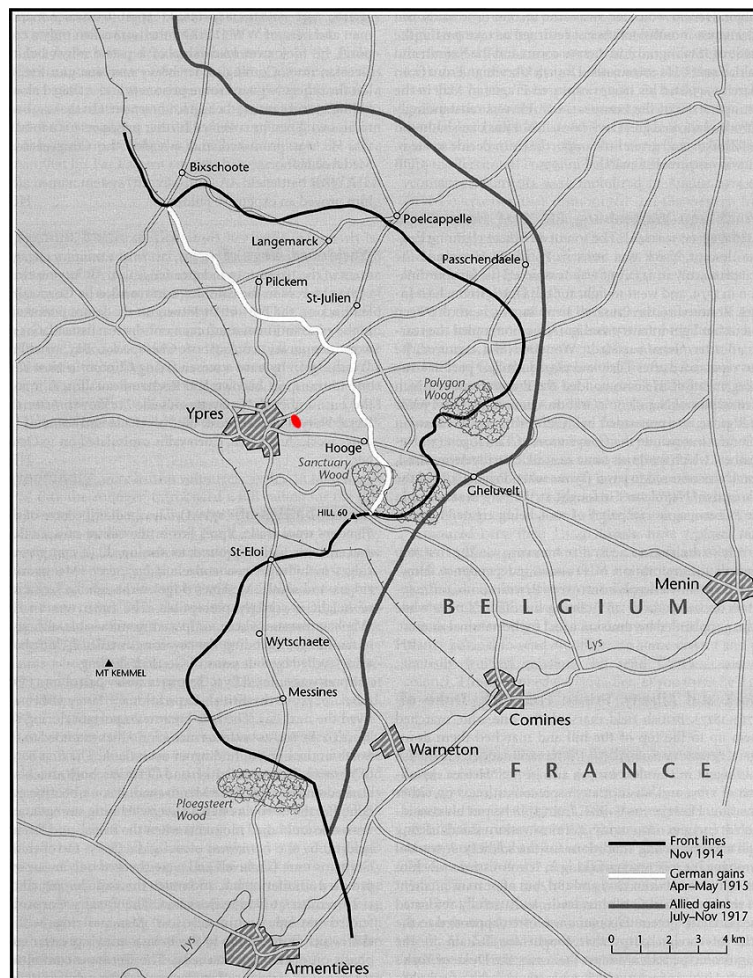 Bixschoote
Poelcappelle
Langemarck
Passchendaele
Pilckem
St-Julien
Polygon
Wood
Ypres
Hooge
Sanctuary
Wood
Gheluvelt
HILL 60
St-Eloi
Menin
BELGIUM
Lys
Wytschaete
MT KEMMEL
Messines
Comines
Warneton
FRANCE
Ploegsteert
Wood
Front lines
Nov 1914
German gains
Apr–May 1915
Allied gains
July–Nov 1917
0 1 2 3 4 km
Lys
Armentières